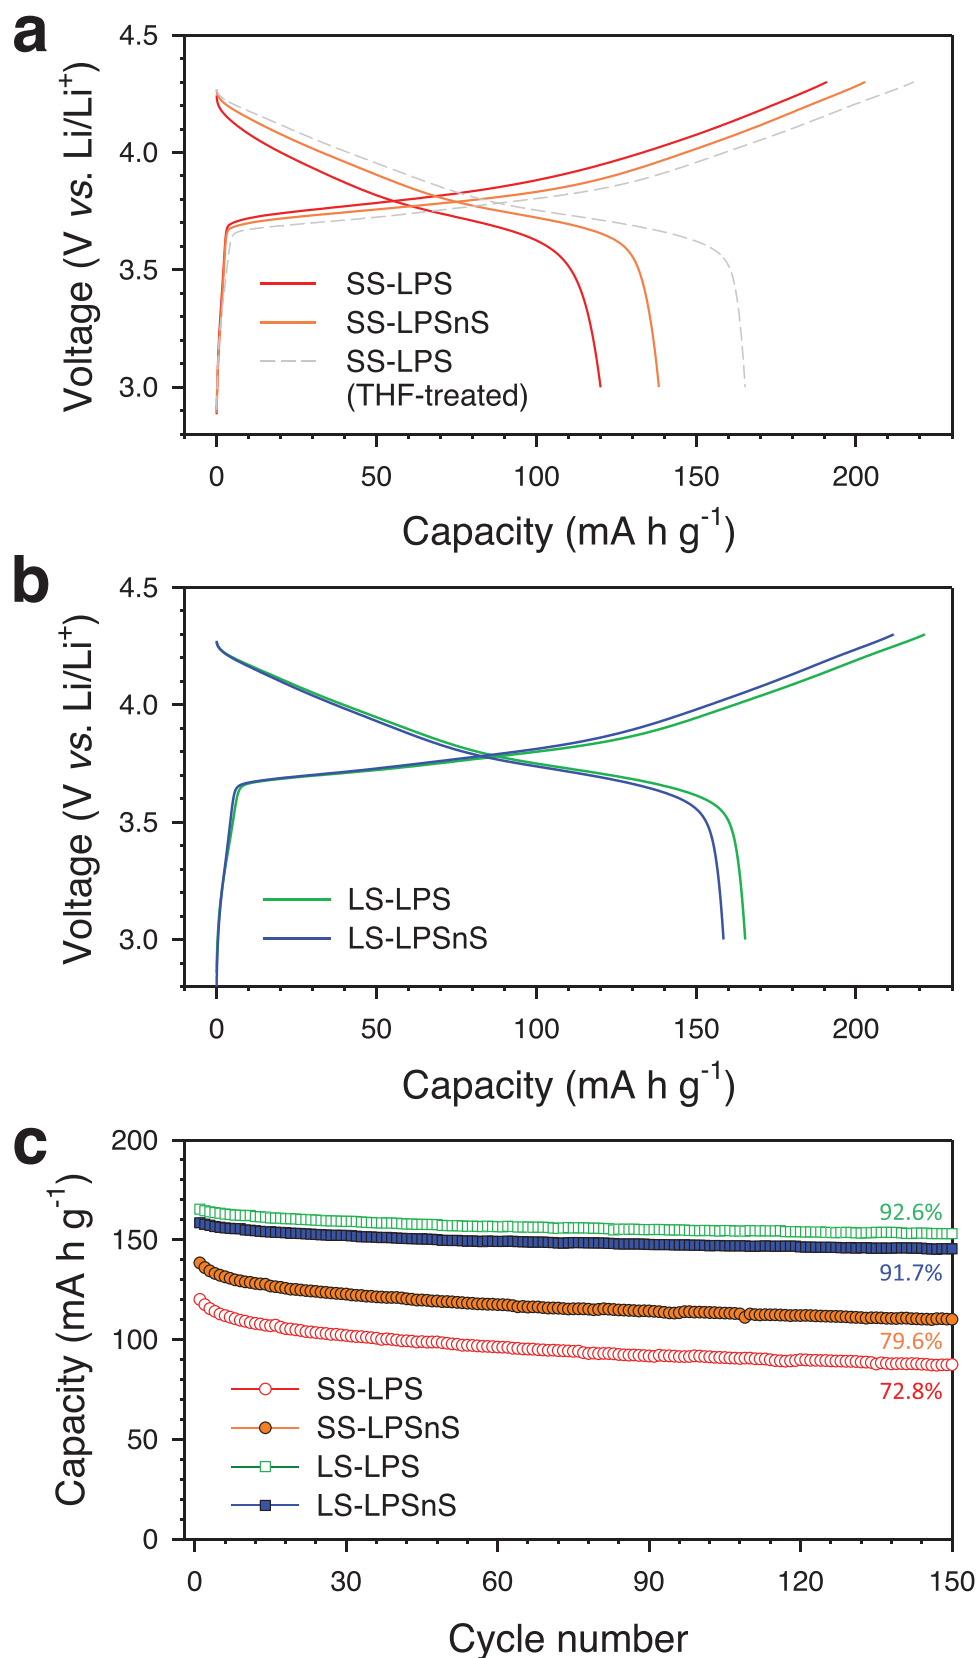 a
4.5
4.0
3.5
3.0
Voltage (V vs. Li/Li⁺)
SS-LPS
SS-LPSnS
SS-LPS
(THF-treated)
0 50 100 150 200
Capacity (mA h g⁻¹)
b
4.5
4.0
3.5
3.0
Voltage (V vs. Li/Li⁺)
LS-LPS
LS-LPSnS
0 50 100 150 200
Capacity (mA h g⁻¹)
c
200
150
100
50
0
Capacity (mA h g⁻¹)
92.6%
91.7%
79.6%
72.8%
SS-LPS
SS-LPSnS
LS-LPS
LS-LPSnS
0 30 60 90 120 150
Cycle number